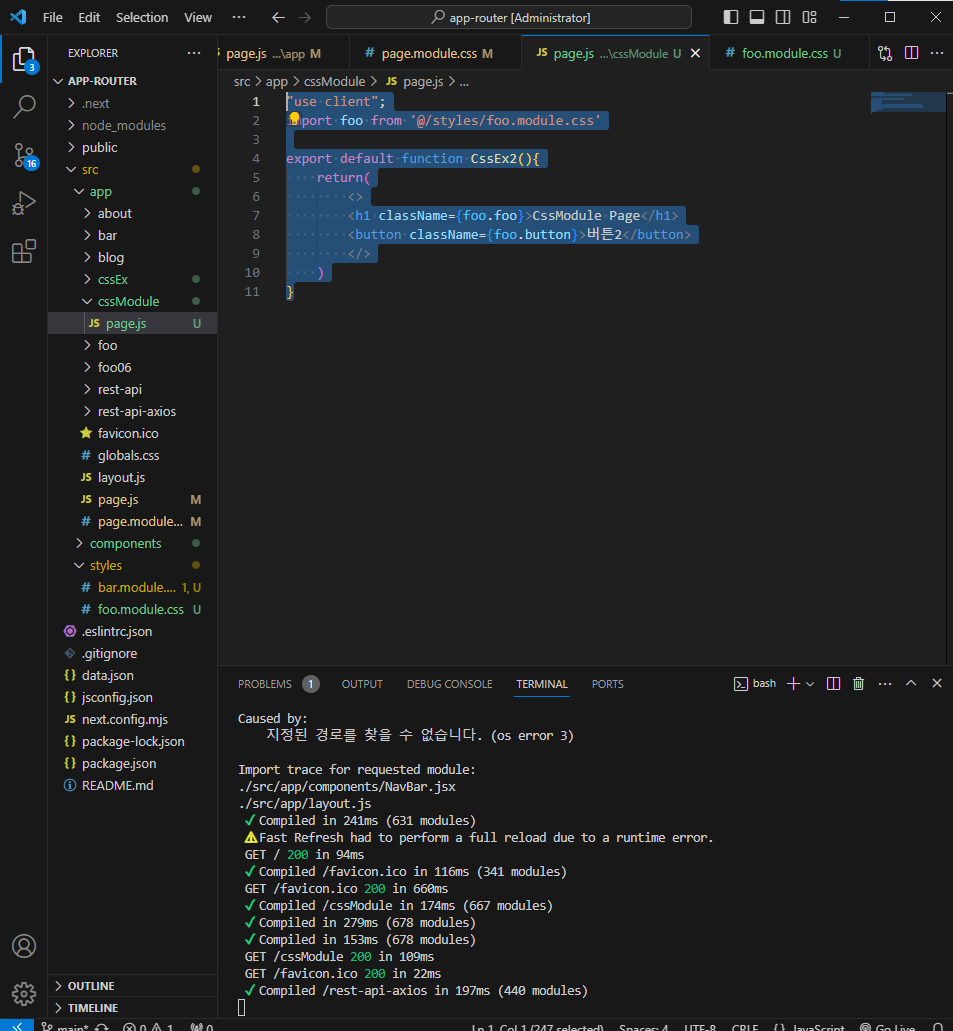 File Edit Selection View ··· app-router [Administrator]
EXPLORER ···
APP-ROUTER
.next
node_modules
public
src
app
about
bar
blog
cssEx
cssModule
page.js U
foo
foo06
rest-api
rest-api-axios
favicon.ico
# globals.css
JS layout.js
JS page.js M
# page.module... M
components
styles
# bar.module.... 1, U
# foo.module.css U
.eslintrc.json
.gitignore
{} data.json
{} jsconfig.json
JS next.config.mjs
{} package-lock.json
{} package.json
README.md
OUTLINE
TIMELINE
3
16
page.js ...\app M # page.module.css M JS page.js ...\cssModule U # foo.module.css U ···
src > app > cssModule > JS page.js > ...
1 "use client";
2 import foo from '@/styles/foo.module.css'
3
4 export default function CssEx2(){
5 return(
6 <>
7 <h1 className={foo.foo}>CssModule Page</h1>
8 <button className={foo.button}>버튼2</button>
9 </>
10 )
11 }
PROBLEMS 1 OUTPUT DEBUG CONSOLE TERMINAL PORTS bash ···
Caused by:
지정된 경로를 찾을 수 없습니다. (os error 3)
Import trace for requested module:
./src/app/components/NavBar.jsx
./src/app/layout.js
✓ Compiled in 241ms (631 modules)
⚠ Fast Refresh had to perform a full reload due to a runtime error.
GET / 200 in 94ms
✓ Compiled /favicon.ico in 116ms (341 modules)
GET /favicon.ico 200 in 660ms
✓ Compiled /cssModule in 174ms (667 modules)
✓ Compiled in 279ms (678 modules)
✓ Compiled in 153ms (678 modules)
GET /cssModule 200 in 109ms
GET /favicon.ico 200 in 22ms
✓ Compiled /rest-api-axios in 197ms (440 modules)
main* 0 1 0 Ln 1, Col 1 (247 selected) Spaces: 4 UTF-8 CRLF {} JavaScript Go Live